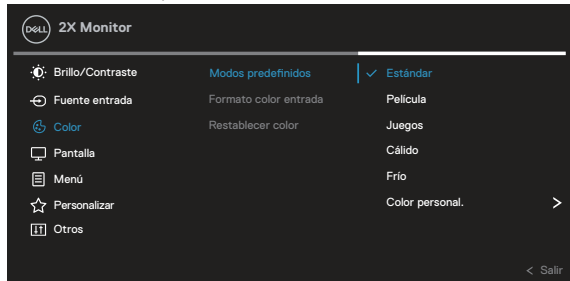 DELL 2X Monitor
Brillo/Contraste Modos predefinidos Estándar
Fuente entrada Formato color entrada Película
Color Restablecer color Juegos
Pantalla Cálido
Menú Frío
Personalizar Color personal. >
Otros
< Salir